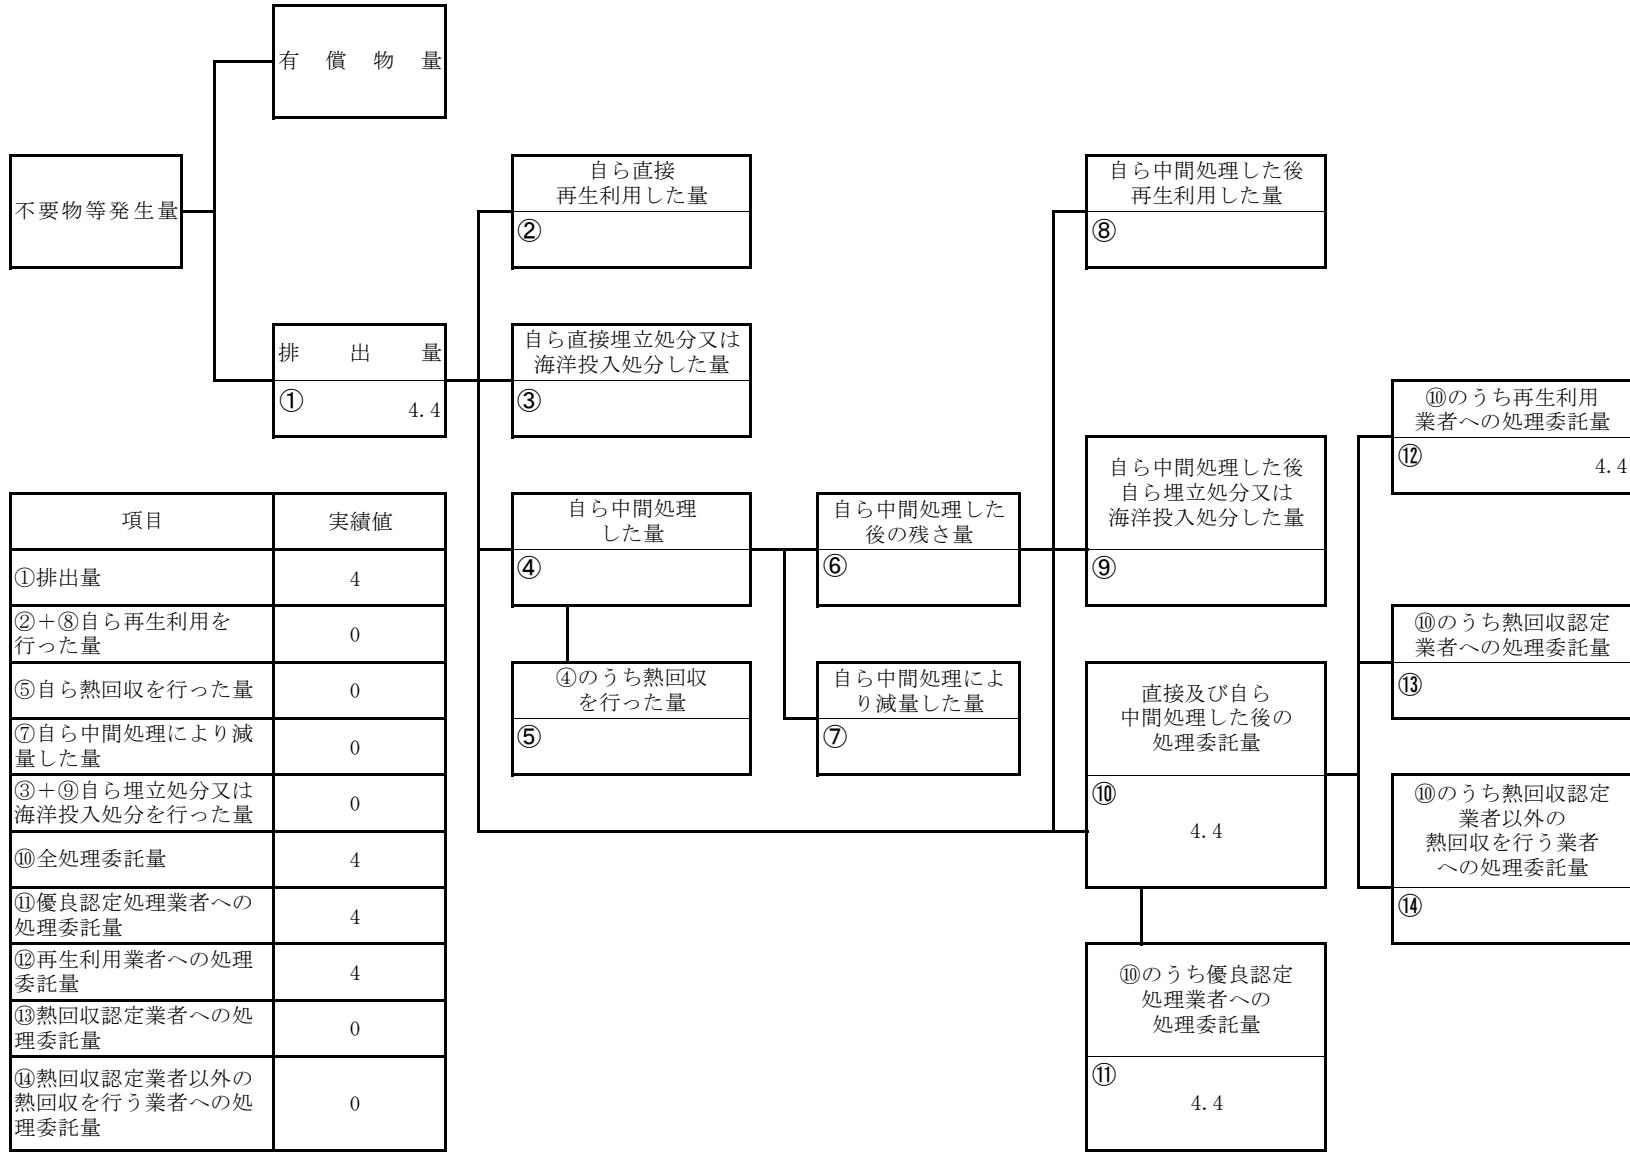 有償物量
不要物等発生量
排出量
① 4.4
自ら直接
再生利用した量
②
自ら直接埋立処分又は
海洋投入処分した量
③
自ら中間処理
した量
④
④のうち熱回収
を行った量
⑤
自ら中間処理した
後の残さ量
⑥
自ら中間処理によ
り減量した量
⑦
自ら中間処理した後
再生利用した量
⑧
自ら中間処理した後
自ら埋立処分又は
海洋投入処分した量
⑨
直接及び自ら
中間処理した後の
処理委託量
⑩
4.4
⑩のうち優良認定
処理業者への
処理委託量
⑪
4.4
⑩のうち再生利用
業者への処理委託量
⑫
4.4
⑩のうち熱回収認定
業者への処理委託量
⑬
⑩のうち熱回収認定
業者以外の
熱回収を行う業者
への処理委託量
⑭
項目 実績値
①排出量 4
②+⑧自ら再生利用を
行った量 0
⑤自ら熱回収を行った量 0
⑦自ら中間処理により減
量した量 0
③+⑨自ら埋立処分又は
海洋投入処分を行った量 0
⑩全処理委託量 4
⑪優良認定処理業者への
処理委託量 4
⑫再生利用業者への処理
委託量 4
⑬熱回収認定業者への処
理委託量 0
⑭熱回収認定業者以外の
熱回収を行う業者への処
理委託量 0